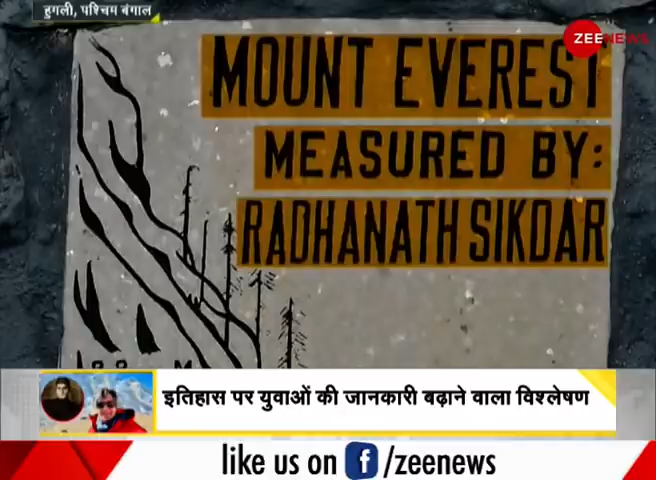 हुगली, पश्चिम बंगाल
ZEE NEWS
MOUNT EVEREST
MEASURED BY:
RADHANATH SIKDAR
इतिहास पर युवाओं की जानकारी बढ़ाने वाला विश्लेषण
like us on f/zeenews